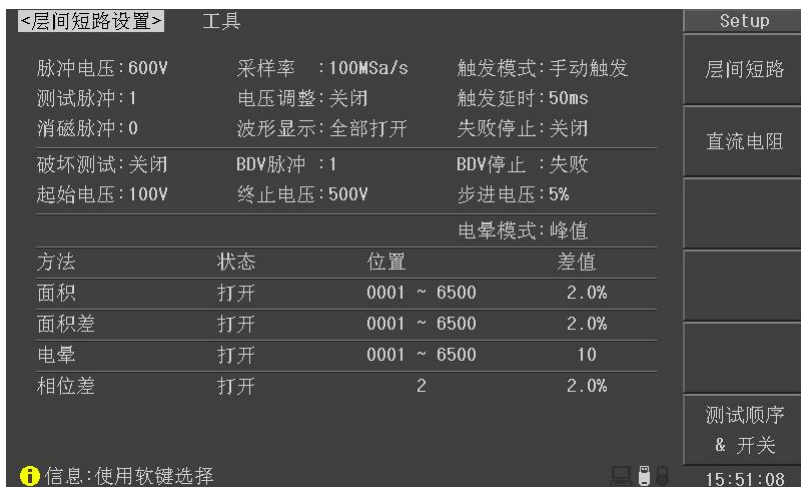 <层间短路设置> 工具 Setup
脉冲电压:600V 采样率 :100MSa/s 触发模式:手动触发 层间短路
测试脉冲:1 电压调整:关闭 触发延时:50ms
消磁脉冲:0 波形显示:全部打开 失败停止:关闭
直流电阻
破坏测试:关闭 BDV脉冲 :1 BDV停止 :失败
起始电压:100V 终止电压:500V 步进电压:5%
电晕模式:峰值
方法 状态 位置 差值
面积 打开 0001 ~ 6500 2.0%
面积差 打开 0001 ~ 6500 2.0%
电晕 打开 0001 ~ 6500 10
相位差 打开 2 2.0%
测试顺序
& 开关
信息:使用软键选择 15:51:08